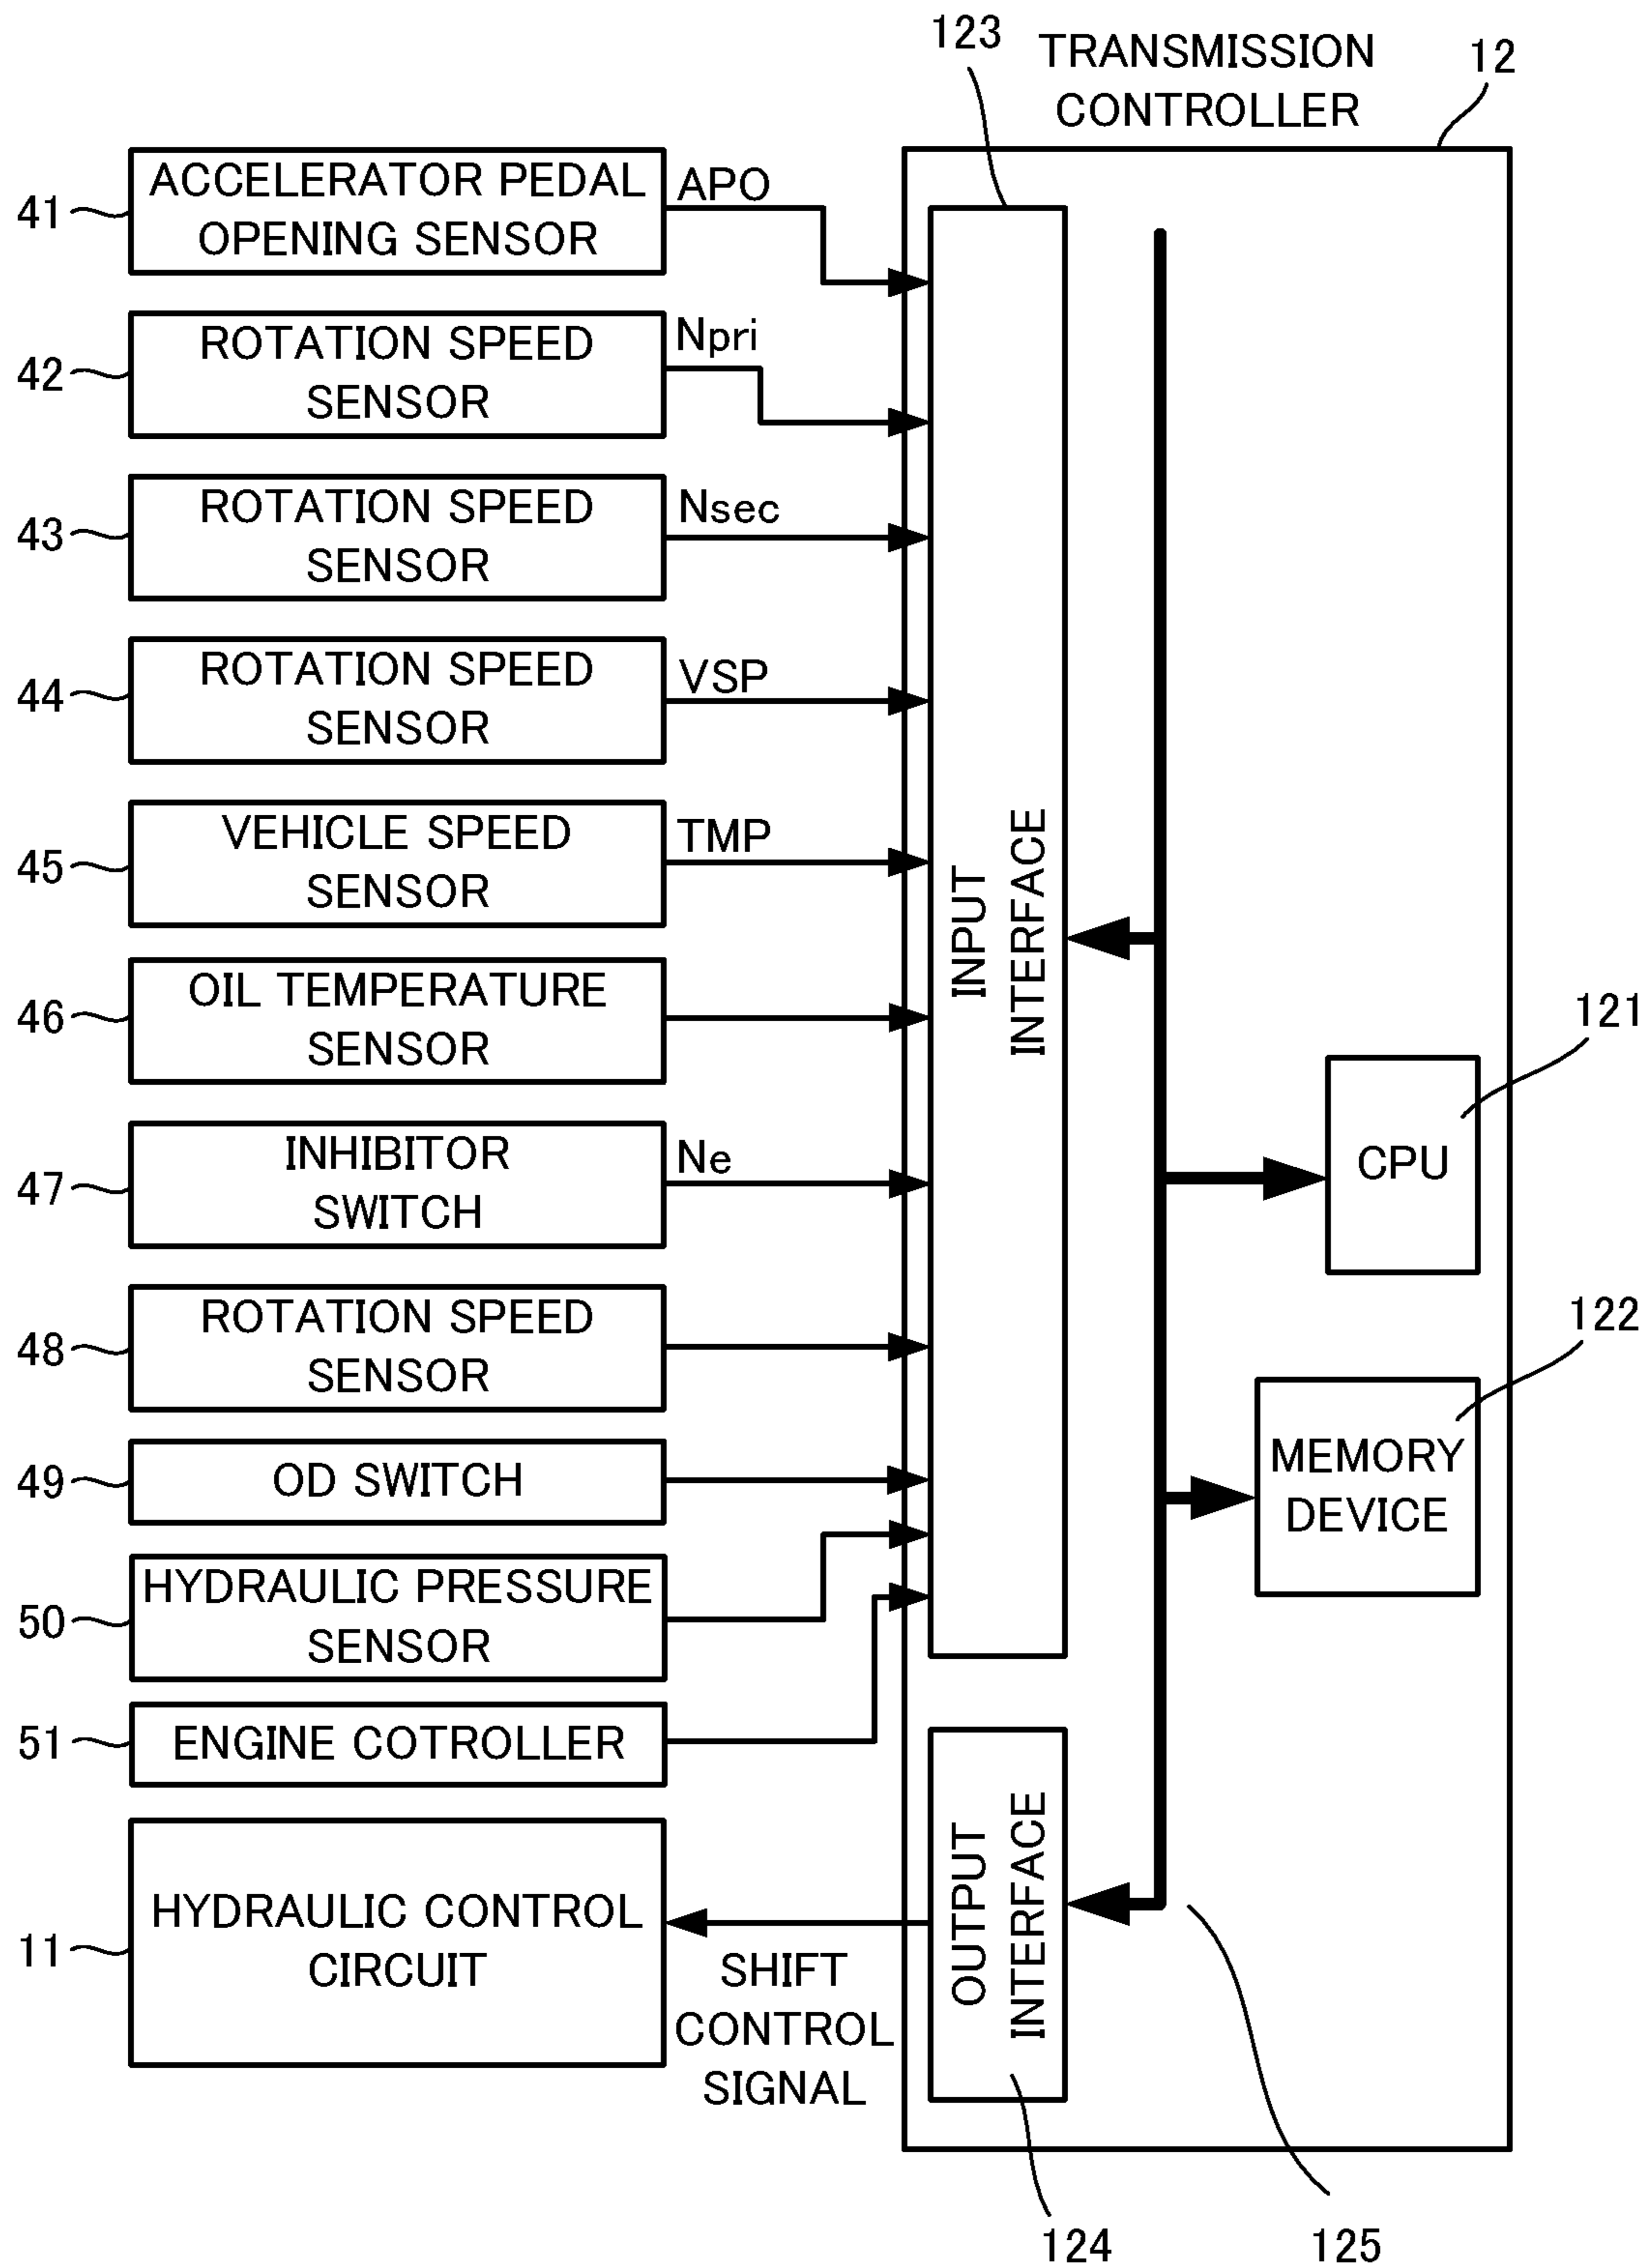 123
TRANSMISSION
CONTROLLER
12
41
ACCELERATOR PEDAL
OPENING SENSOR
APO
42
ROTATION SPEED
SENSOR
Npri
43
ROTATION SPEED
SENSOR
Nsec
44
ROTATION SPEED
SENSOR
VSP
45
VEHICLE SPEED
SENSOR
TMP
46
OIL TEMPERATURE
SENSOR
47
INHIBITOR
SWITCH
Ne
48
ROTATION SPEED
SENSOR
49
OD SWITCH
50
HYDRAULIC PRESSURE
SENSOR
51
ENGINE COTROLLER
11
HYDRAULIC CONTROL
CIRCUIT
SHIFT
CONTROL
SIGNAL
INPUT
INTERFACE
OUTPUT
INTERFACE
121
CPU
122
MEMORY
DEVICE
124
125